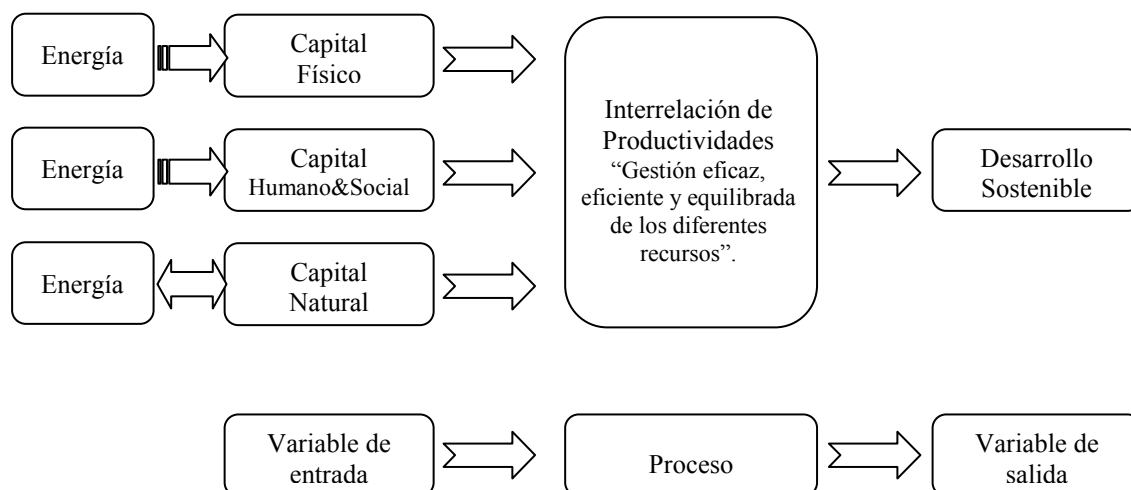 Energía
Capital
Físico
Energía
Capital
Humano&Social
Energía
Capital
Natural
Interrelación de
Productividades
“Gestión eficaz,
eficiente y equilibrada
de los diferentes
recursos”.
Desarrollo
Sostenible
Variable de
entrada
Proceso
Variable de
salida